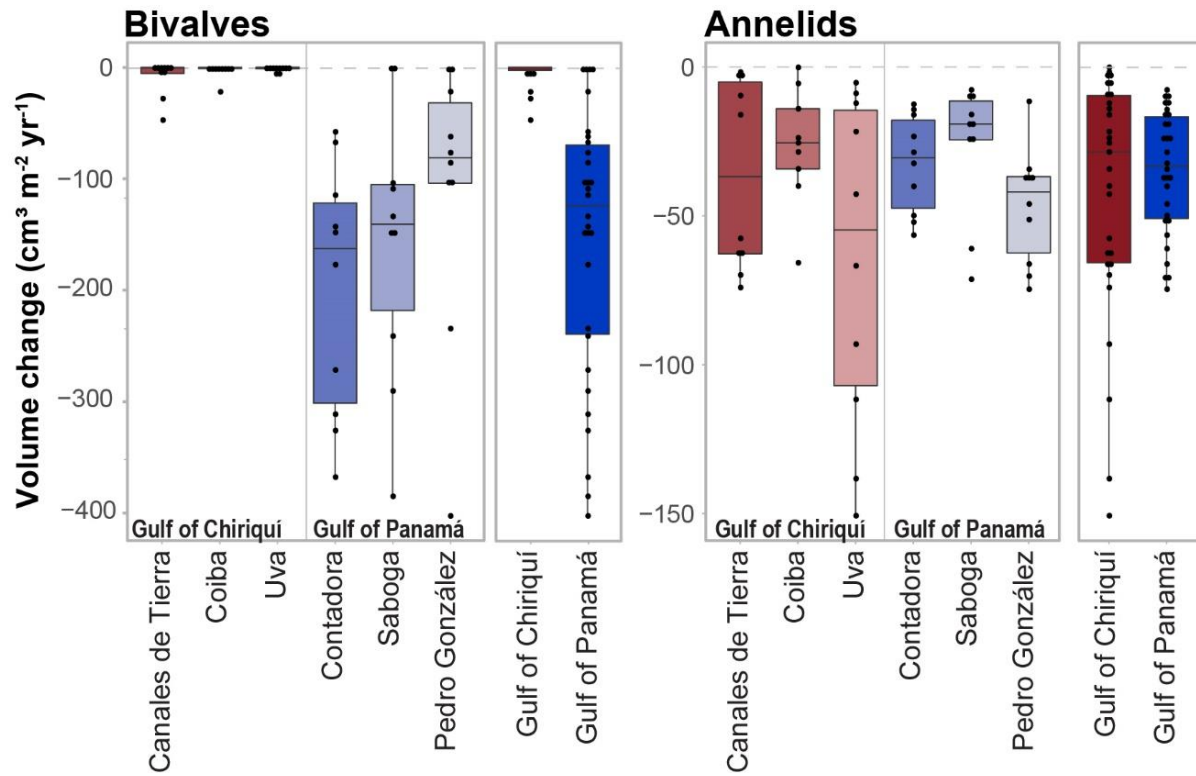 Bivalves
Annelids
Volume change (cm³ m⁻² yr⁻¹)
0
−100
−200
−300
−400
Gulf of Chiriquí
Gulf of Panamá
Canales de Tierra
Coiba
Uva
Contadora
Saboga
Pedro González
Gulf of Chiriquí
Gulf of Panamá
0
−50
−100
−150
Gulf of Chiriquí
Gulf of Panamá
Canales de Tierra
Coiba
Uva
Contador
Saboga
Pedro González
Gulf of Chiriquí
Gulf of Panamá